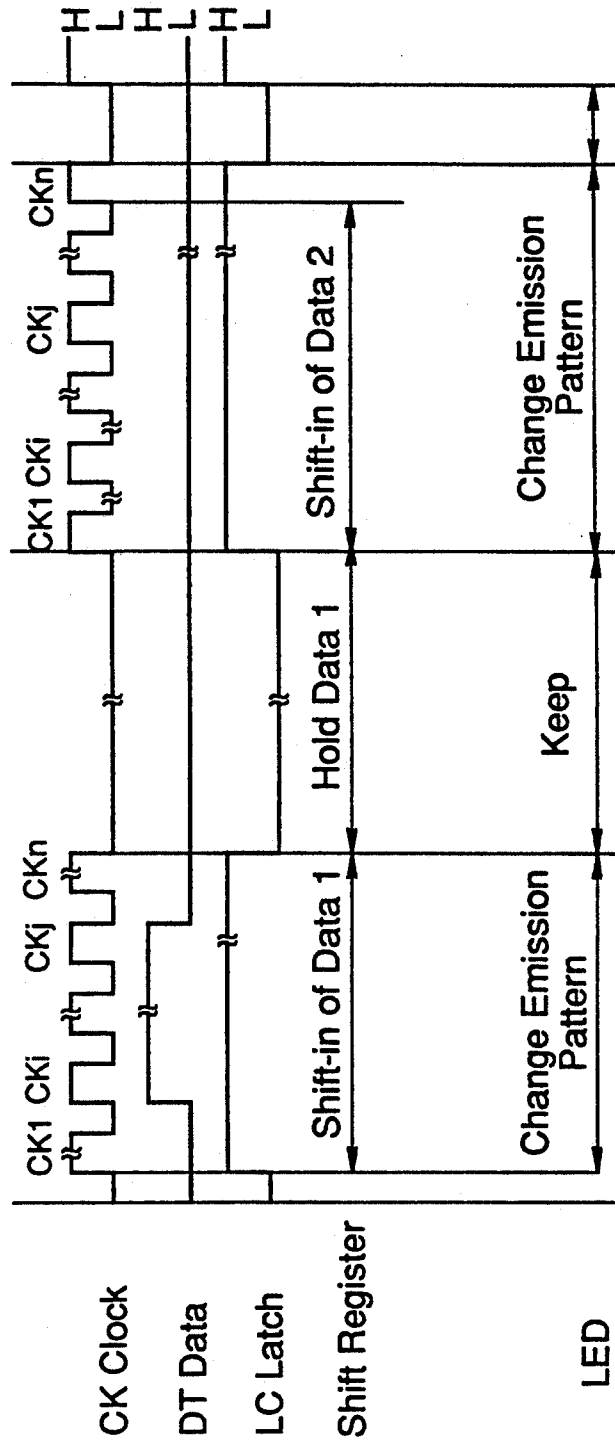 CK Clock
CK1 CKi CKj CKn
CK1 CKi CKj CKn
H
L
DT Data
H
L
LC Latch
H
L
Shift Register
Shift-in of Data 1
Hold Data 1
Shift-in of Data 2
LED
Change Emission
Pattern
Keep
Change Emission
Pattern